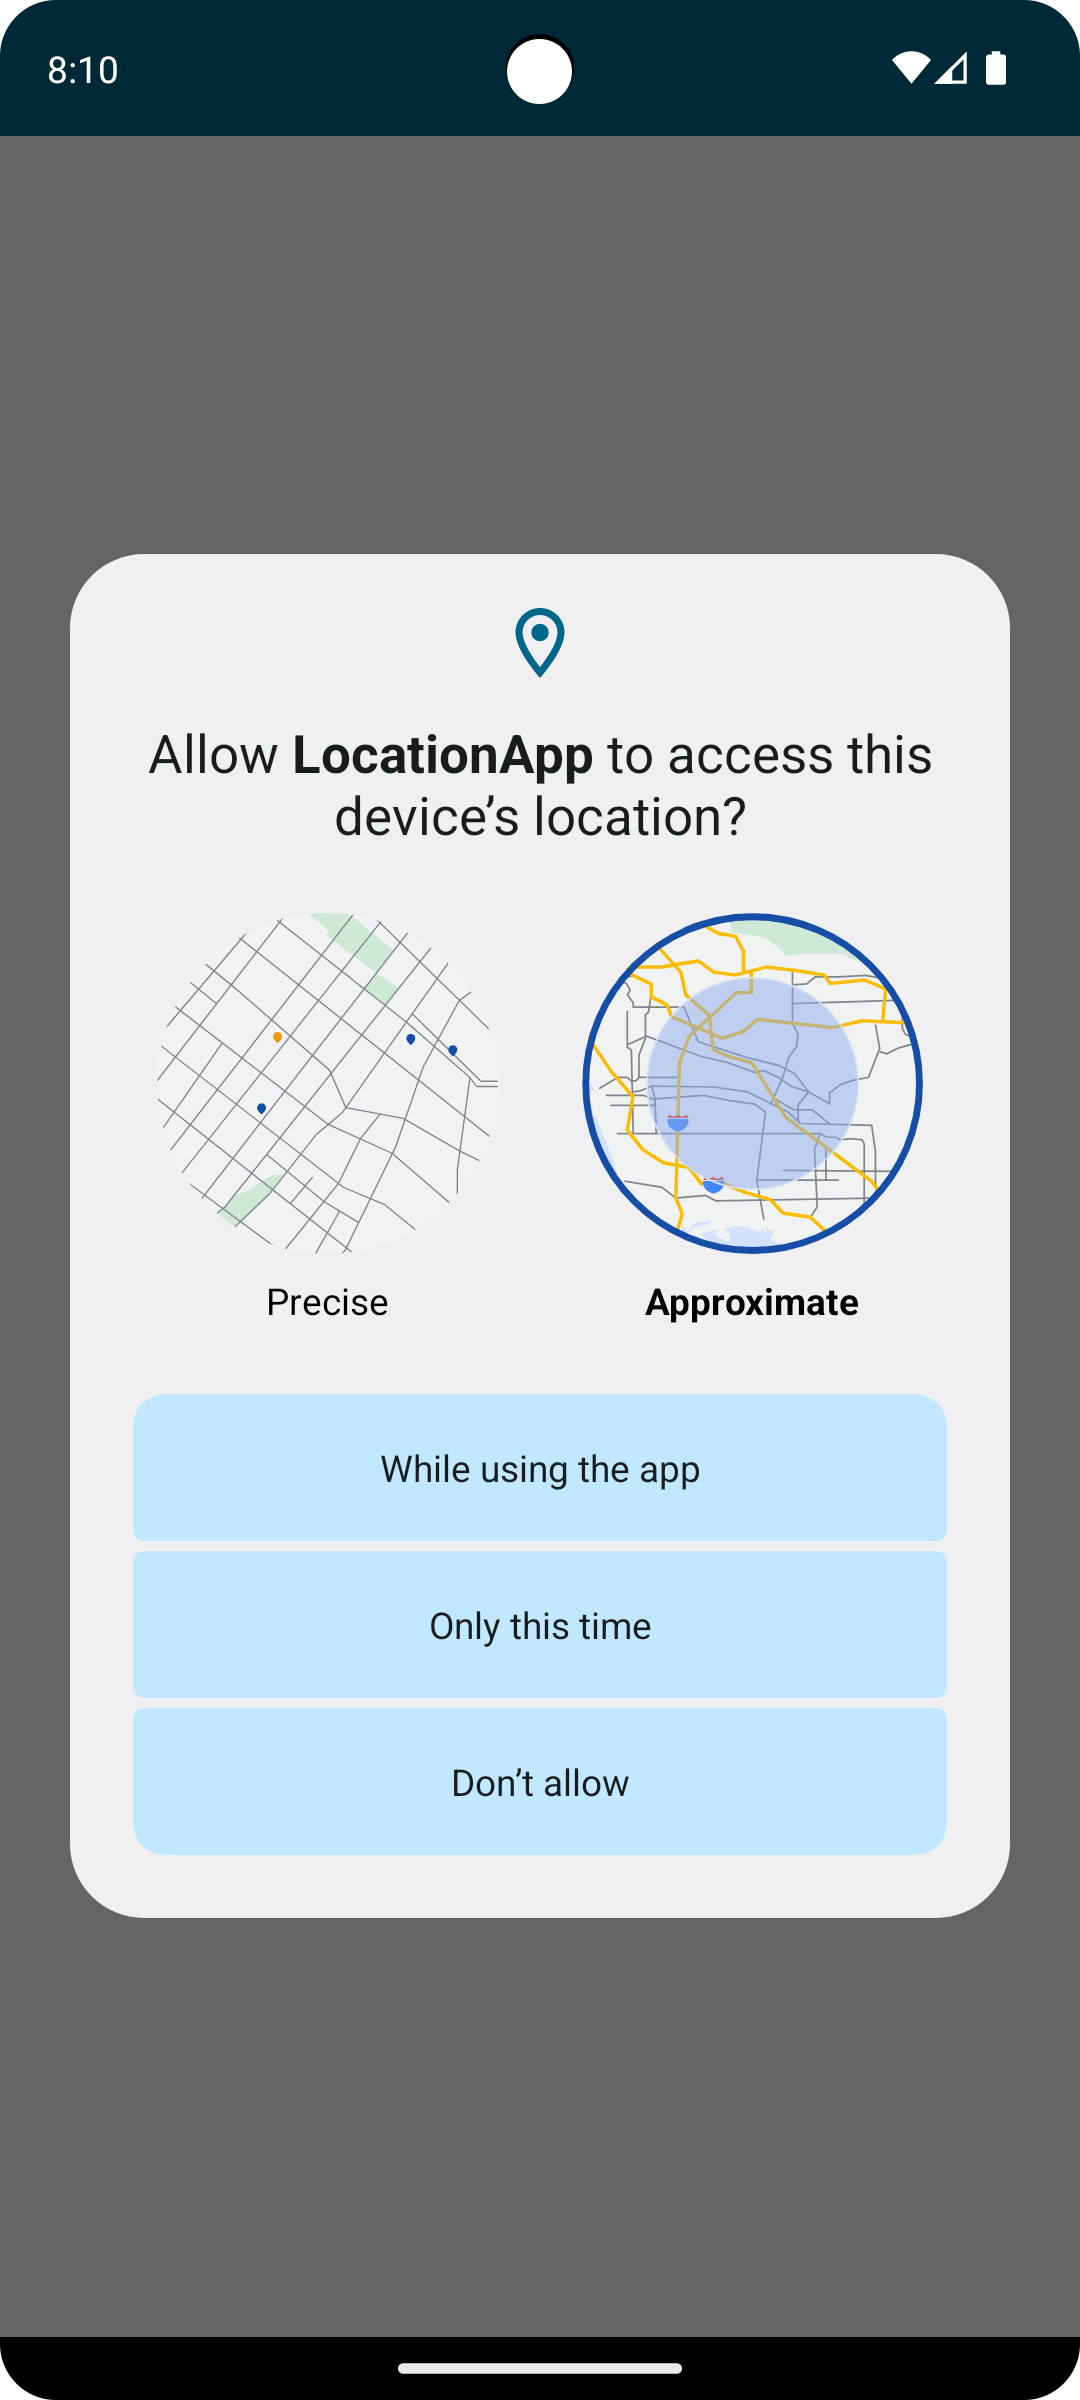 8:10
Allow LocationApp to access this
device’s location?
Precise
Approximate
While using the app
Only this time
Don’t allow